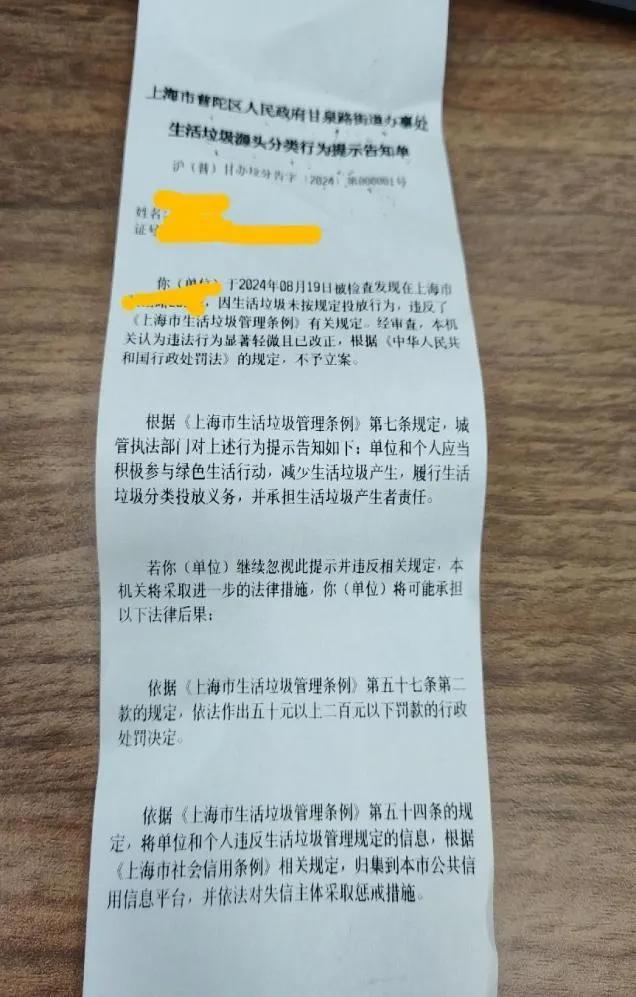 上海市普陀区人民政府甘泉路街道办事处
生活垃圾源头分类行为提示告知单
沪（普）甘办垃分告字〔2024〕第000001号
姓名
证号
你（单位）于2024年08月19日被检查发现在上海市
，因生活垃圾未按规定投放行为，违反了
《上海市生活垃圾管理条例》有关规定。经审查，本机
关认为违法行为显著轻微且已改正，根据《中华人民共
和国行政处罚法》的规定，不予立案。
根据《上海市生活垃圾管理条例》第七条规定，城
管执法部门对上述行为提示告知如下：单位和个人应当
积极参与绿色生活行动，减少生活垃圾产生，履行生活
垃圾分类投放义务，并承担生活垃圾产生者责任。
若你（单位）继续忽视此提示并违反相关规定，本
机关将采取进一步的法律措施，你（单位）将可能承担
以下法律后果：
依据《上海市生活垃圾管理条例》第五十七条第二
款的规定，依法作出五十元以上二百元以下罚款的行政
处罚决定。
依据《上海市生活垃圾管理条例》第五十四条的规
定，将单位和个人违反生活垃圾管理规定的信息，根据
《上海市社会信用条例》相关规定，归集到本市公共信
用信息平台，并依法对失信主体采取惩戒措施。